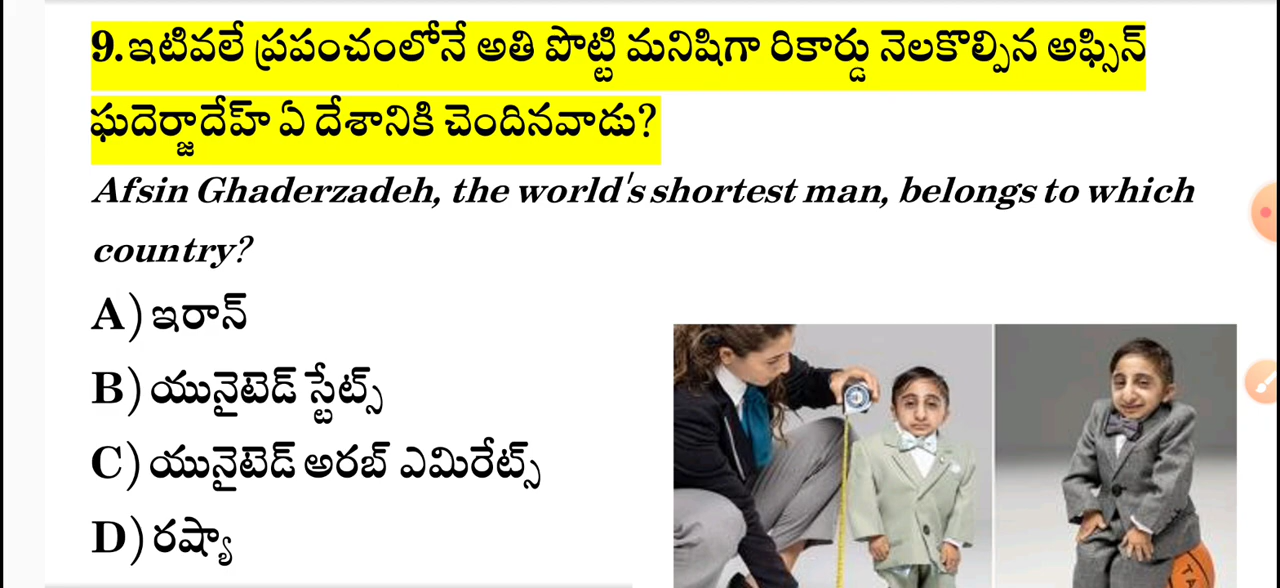 9.ఇటివలే ప్రపంచంలోనే అతి పొట్టి మనిషిగా రికార్డు నెలకొల్పిన అఫ్సిన్
ఘదెర్జాదేహ్ ఏ దేశానికి చెందినవాడు?
Afsin Ghaderzadeh, the world's shortest man, belongs to which
country?
A) ఇరాన్
B) యునైటెడ్ స్టేట్స్
C) యునైటెడ్ అరబ్ ఎమిరేట్స్
D) రష్యా